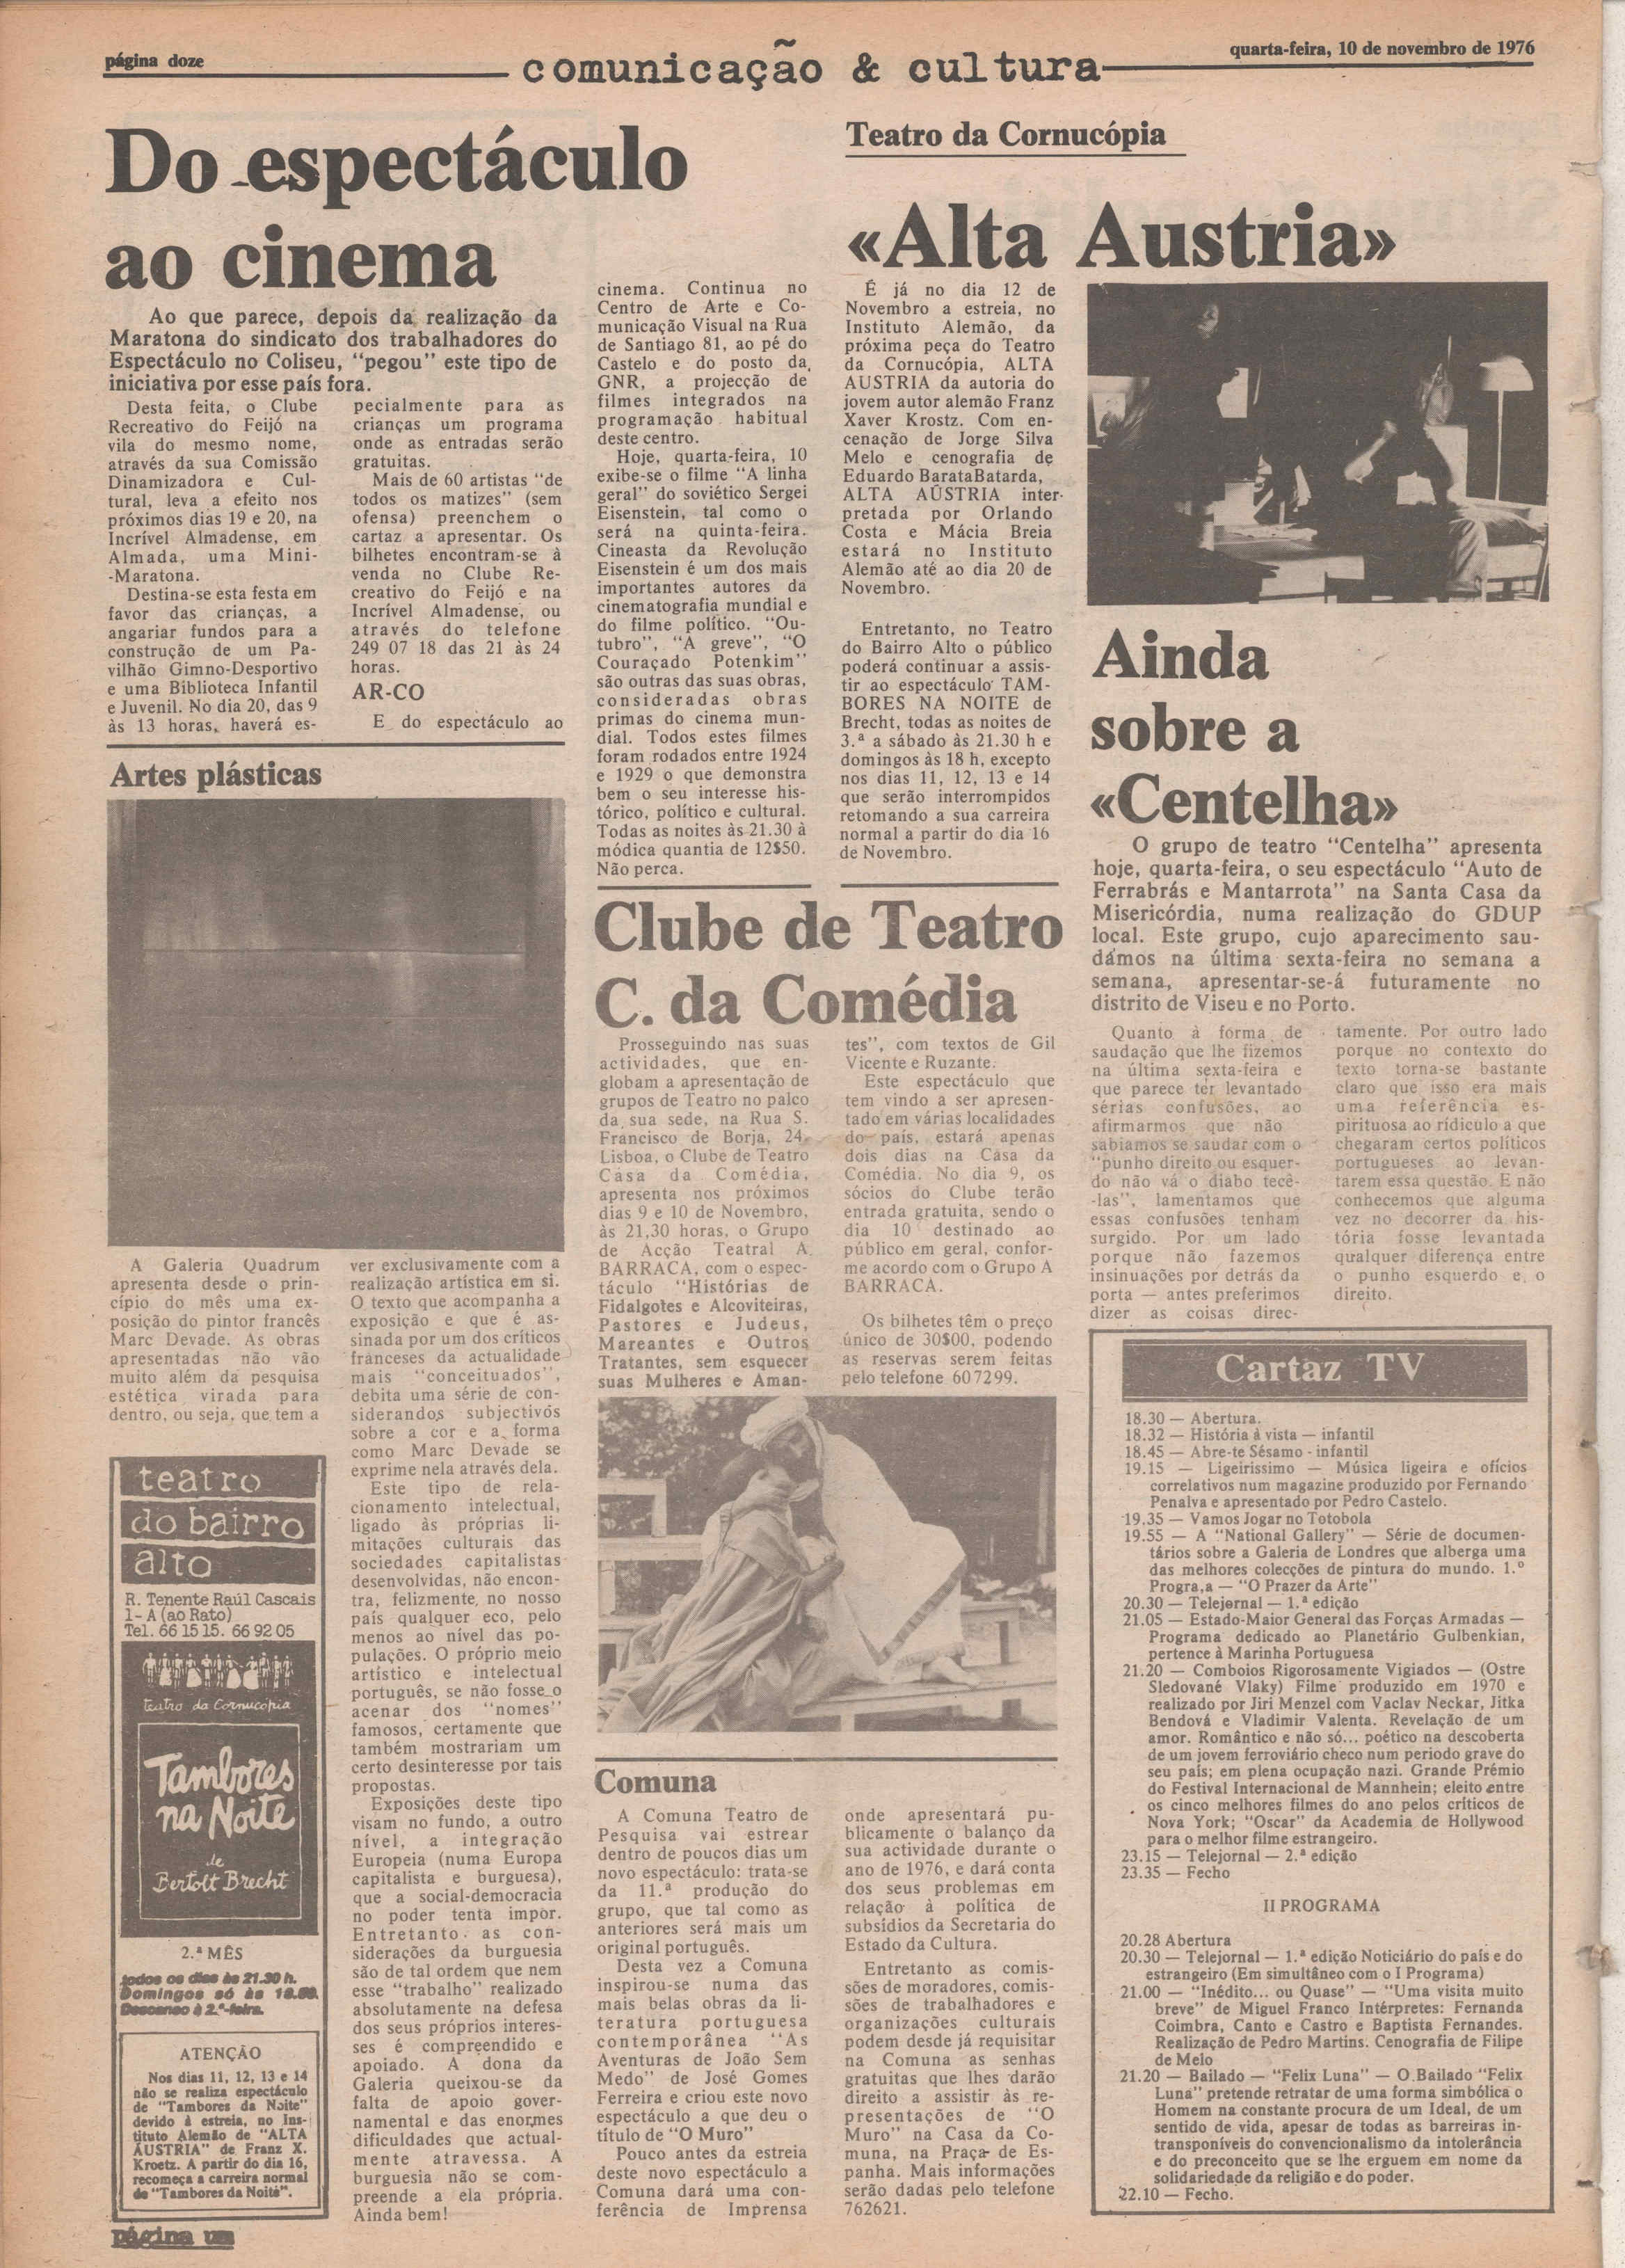 página doze
comunicação & cultura
quarta-feira, 10 de novembro de 1976
Do espectáculo
ao cinema
Ao que parece, depois da realização da
Maratona do sindicato dos trabalhadores do
Espectáculo no Coliseu, "pegou" este tipo de
iniciativa por esse país fora.
Desta feita, o Clube
Recreativo do Feijó na
vila do mesmo nome,
através da sua Comissão
Dinamizadora e Cul-
tural, leva a efeito nos
próximos dias 19 e 20, na
Incrível Almadense, em
Almada, uma Mini-
-Maratona.
Destina-se esta festa em
favor das crianças, a
angariar fundos para a
construção de um Pa-
vilhão Gimno-Desportivo
e uma Biblioteca Infantil
e Juvenil. No dia 20, das 9
às 13 horas, haverá es-
pecialmente para as
crianças um programa
onde as entradas serão
gratuitas.
Mais de 60 artistas "de
todos os matizes" (sem
ofensa) preenchem o
cartaz a apresentar. Os
bilhetes encontram-se à
venda no Clube Re-
creativo do Feijó e na
Incrível Almadense, ou
através do telefone
249 07 18 das 21 às 24
horas.
AR-CO
E do espectáculo ao
cinema. Continua no
Centro de Arte e Co-
municação Visual na Rua
de Santiago 81, ao pé do
Castelo e do posto da
GNR, a projecção de
filmes integrados na
programação habitual
deste centro.
Hoje, quarta-feira, 10
exibe-se o filme "A linha
geral" do soviético Sergei
Eisenstein, tal como o
será na quinta-feira.
Cineasta da Revolução
Eisenstein é um dos mais
importantes autores da
cinematografia mundial e
do filme político. "Ou-
tubro", "A greve", "O
Couraçado Potenkim"
são outras das suas obras,
consideradas obras
primas do cinema mun-
dial. Todos estes filmes
foram rodados entre 1924
e 1929 o que demonstra
bem o seu interesse his-
tórico, político e cultural.
Todas as noites às 21.30 à
módica quantia de 12$50.
Não perca.
Teatro da Cornucópia
«Alta Austria»
É já no dia 12 de
Novembro a estreia, no
Instituto Alemão, da
próxima peça do Teatro
da Cornucópia, ALTA
AUSTRIA da autoria do
jovem autor alemão Franz
Xaver Krostz. Com en-
cenação de Jorge Silva
Melo e cenografia de
Eduardo BarataBatarda,
ALTA AÚSTRIA inter-
pretada por Orlando
Costa e Mácia Breia
estará no Instituto
Alemão até ao dia 20 de
Novembro.
Entretanto, no Teatro
do Bairro Alto o público
poderá continuar a assis-
tir ao espectáculo TAM-
BORES NA NOITE de
Brecht, todas as noites de
3.ª a sábado às 21.30 h e
domingos às 18 h, excepto
nos dias 11, 12, 13 e 14
que serão interrompidos
retomando a sua carreira
normal a partir do dia 16
de Novembro.
Ainda
sobre a
«Centelha»
O grupo de teatro "Centelha" apresenta
hoje, quarta-feira, o seu espectáculo "Auto de
Ferrabrás e Mantarrota" na Santa Casa da
Misericórdia, numa realização do GDUP
local. Este grupo, cujo aparecimento sau-
dámos na última sexta-feira no semana a
semana, apresentar-se-á futuramente no
distrito de Viseu e no Porto.
Quanto à forma de
saudação que lhe fizemos
na última sexta-feira e
que parece ter levantado
sérias confusões, ao
afirmarmos que não
sabiamos se saudar com o
"punho direito ou esquer-
do não vá o diabo tecê-
-las", lamentamos que
essas confusões tenham
surgido. Por um lado
porque não fazemos
insinuações por detrás da
porta — antes preferimos
dizer as coisas direc-
tamente. Por outro lado
porque no contexto do
texto torna-se bastante
claro que isso era mais
uma referência es-
pirituosa ao ridículo a que
chegaram certos políticos
portugueses ao levan-
tarem essa questão. E não
conhecemos que alguma
vez no decorrer da his-
tória fosse levantada
qualquer diferença entre
o punho esquerdo e o
direito.
Artes plásticas
A Galeria Quadrum
apresenta desde o prin-
cípio do mês uma ex-
posição do pintor francês
Marc Devade. As obras
apresentadas não vão
muito além da pesquisa
estética virada para
dentro, ou seja, que tem a
ver exclusivamente com a
realização artística em si.
O texto que acompanha a
exposição e que é as-
sinada por um dos críticos
franceses da actualidade
mais "conceituados",
debita uma série de con-
siderandos subjectivos
sobre a cor e a forma
como Marc Devade se
exprime nela através dela.
Este tipo de rela-
cionamento intelectual,
ligado às próprias li-
mitações culturais das
sociedades capitalistas
desenvolvidas, não encon-
tra, felizmente, no nosso
país qualquer eco, pelo
menos ao nível das po-
pulações. O próprio meio
artístico e intelectual
português, se não fosse o
acenar dos "nomes"
famosos, certamente que
também mostrariam um
certo desinteresse por tais
propostas.
Exposições deste tipo
visam no fundo, a outro
nível, a integração
Europeia (numa Europa
capitalista e burguesa),
que a social-democracia
no poder tenta impor.
Entretanto as con-
siderações da burguesia
são de tal ordem que nem
esse "trabalho" realizado
absolutamente na defesa
dos seus próprios interes-
ses é compreendido e
apoiado. A dona da
Galeria queixou-se da
falta de apoio gover-
namental e das enormes
dificuldades que actual-
mente atravessa. A
burguesia não se com-
preende a ela própria.
Ainda bem!
teatro
do bairro
alto
R. Tenente Raúl Cascais
1-A (ao Rato)
Tel. 66 15 15. 66 92 05
teatro da Cornucópia
Tambores
na Noite
de
Bertolt Brecht
2.ª MÊS
todos os dias às 21.30 h.
Domingos só às 18.00.
Descanso à 2.ª-feira.
ATENÇÃO
Nos dias 11, 12, 13 e 14
não se realiza espectáculo
de "Tambores da Noite"
devido à estreia, no Ins-
tituto Alemão de "ALTA
ÁUSTRIA" de Franz X.
Kroetz. A partir do dia 16,
recomeça a carreira normal
de "Tambores da Noite".
página um
Clube de Teatro
C. da Comédia
Prosseguindo nas suas
actividades, que en-
globam a apresentação de
grupos de Teatro no palco
da sua sede, na Rua S.
Francisco de Borja, 24-
Lisboa, o Clube de Teatro
Casa da Comédia,
apresenta nos próximos
dias 9 e 10 de Novembro,
às 21,30 horas, o Grupo
de Acção Teatral A
BARRACA, com o espec-
táculo "Histórias de
Fidalgotes e Alcoviteiras,
Pastores e Judeus,
Mareantes e Outros
Tratantes, sem esquecer
suas Mulheres e Aman-
tes", com textos de Gil
Vicente e Ruzante.
Este espectáculo que
tem vindo a ser apresen-
tado em várias localidades
do país, estará apenas
dois dias na Casa da
Comédia. No dia 9, os
sócios do Clube terão
entrada gratuita, sendo o
dia 10 destinado ao
público em geral, confor-
me acordo com o Grupo A
BARRACA.
Os bilhetes têm o preço
único de 30$00, podendo
as reservas serem feitas
pelo telefone 607299.
Comuna
A Comuna Teatro de
Pesquisa vai estrear
dentro de poucos dias um
novo espectáculo: trata-se
da 11.ª produção do
grupo, que tal como as
anteriores será mais um
original português.
Desta vez a Comuna
inspirou-se numa das
mais belas obras da li-
teratura portuguesa
contemporânea "As
Aventuras de João Sem
Medo" de José Gomes
Ferreira e criou este novo
espectáculo a que deu o
título de "O Muro"
Pouco antes da estreia
deste novo espectáculo a
Comuna dará uma con-
ferência de Imprensa
onde apresentará pu-
blicamente o balanço da
sua actividade durante o
ano de 1976, e dará conta
dos seus problemas em
relação à política de
subsídios da Secretaria do
Estado da Cultura.
Entretanto as comis-
sões de moradores, comis-
sões de trabalhadores e
organizações culturais
podem desde já requisitar
na Comuna as senhas
gratuitas que lhes darão
direito a assistir às re-
presentações de "O
Muro" na Casa da Co-
muna, na Praça de Es-
panha. Mais informações
serão dadas pelo telefone
762621.
Cartaz TV
18.30 — Abertura.
18.32 — História à vista — infantil
18.45 — Abre-te Sésamo - infantil
19.15 — Ligeirissimo — Música ligeira e ofícios
correlativos num magazine produzido por Fernando
Penalva e apresentado por Pedro Castelo.
19.35 — Vamos Jogar no Totobola
19.55 — A "National Gallery" — Série de documen-
tários sobre a Galeria de Londres que alberga uma
das melhores colecções de pintura do mundo. 1.º
Progra,a — "O Prazer da Arte"
20.30 — Telejornal — 1.ª edição
21.05 — Estado-Maior General das Forças Armadas —
Programa dedicado ao Planetário Gulbenkian,
pertence à Marinha Portuguesa
21.20 — Comboios Rigorosamente Vigiados — (Ostre
Sledované Vlaky) Filme produzido em 1970 e
realizado por Jiri Menzel com Vaclav Neckar, Jitka
Bendová e Vladimir Valenta. Revelação de um
amor. Romântico e não só... poético na descoberta
de um jovem ferroviário checo num periodo grave do
seu país; em plena ocupação nazi. Grande Prémio
do Festival Internacional de Mannhein; eleito entre
os cinco melhores filmes do ano pelos críticos de
Nova York; "Oscar" da Academia de Hollywood
para o melhor filme estrangeiro.
23.15 — Telejornal — 2.ª edição
23.35 — Fecho
II PROGRAMA
20.28 Abertura
20.30 — Telejornal — 1.ª edição Noticiário do país e do
estrangeiro (Em simultâneo com o I Programa)
21.00 — "Inédito... ou Quase" — "Uma visita muito
breve" de Miguel Franco Intérpretes: Fernanda
Coimbra, Canto e Castro e Baptista Fernandes.
Realização de Pedro Martins. Cenografia de Filipe
de Melo
21.20 — Bailado — "Felix Luna" — O Bailado "Felix
Luna" pretende retratar de uma forma simbólica o
Homem na constante procura de um Ideal, de um
sentido de vida, apesar de todas as barreiras in-
transponíveis do convencionalismo da intolerância
e do preconceito que se lhe erguem em nome da
solidariedade da religião e do poder.
22.10 — Fecho.